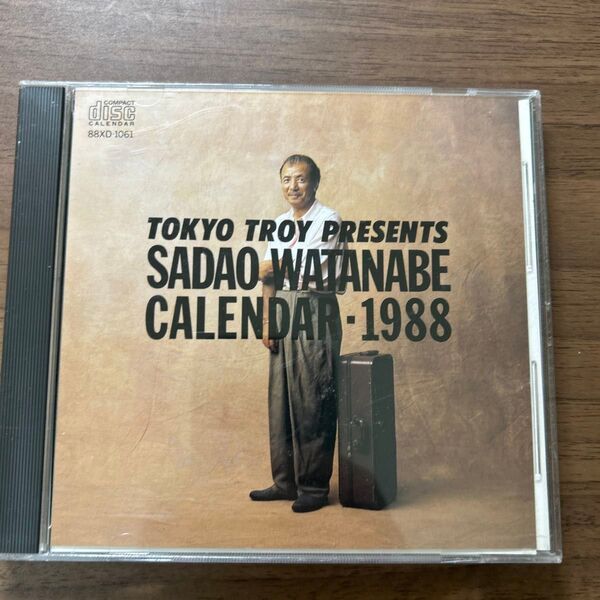 COMPACT
disc
CALENDAR
88XD-1061
TOKYO TROY PRESENTS
SADAO WATANABE
CALENDAR·1988